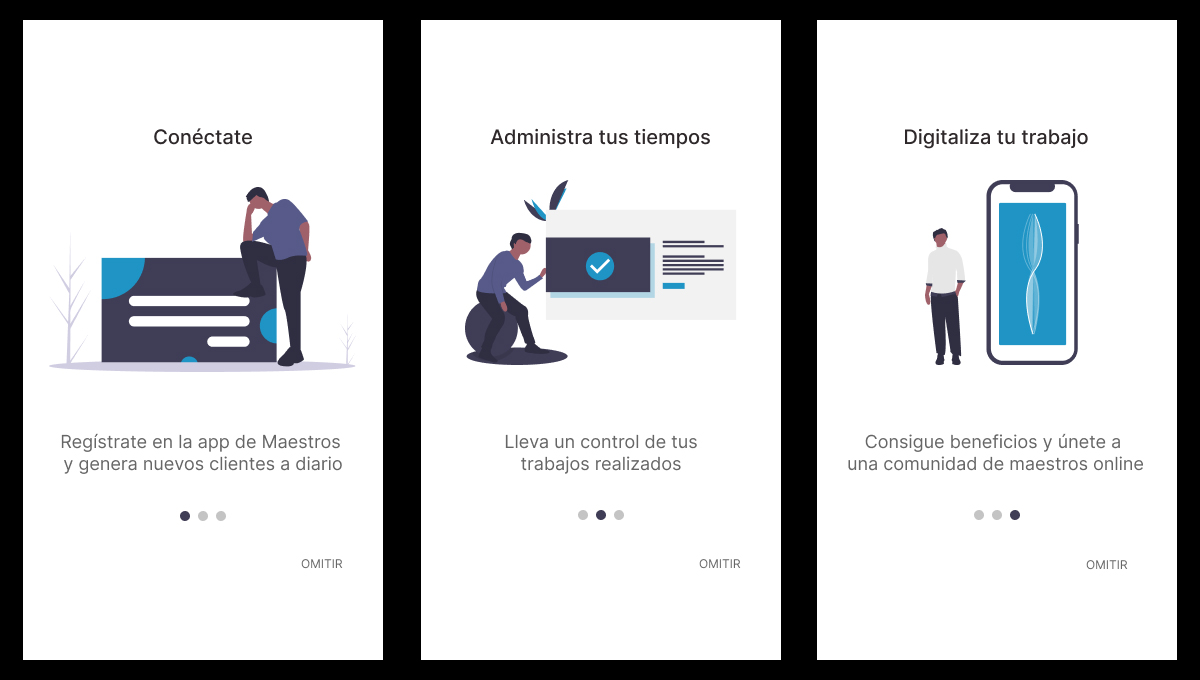 Conéctate
Regístrate en la app de Maestros
y genera nuevos clientes a diario
OMITIR
Administra tus tiempos
Lleva un control de tus
trabajos realizados
OMITIR
Digitaliza tu trabajo
Consigue beneficios y únete a
una comunidad de maestros online
OMITIR